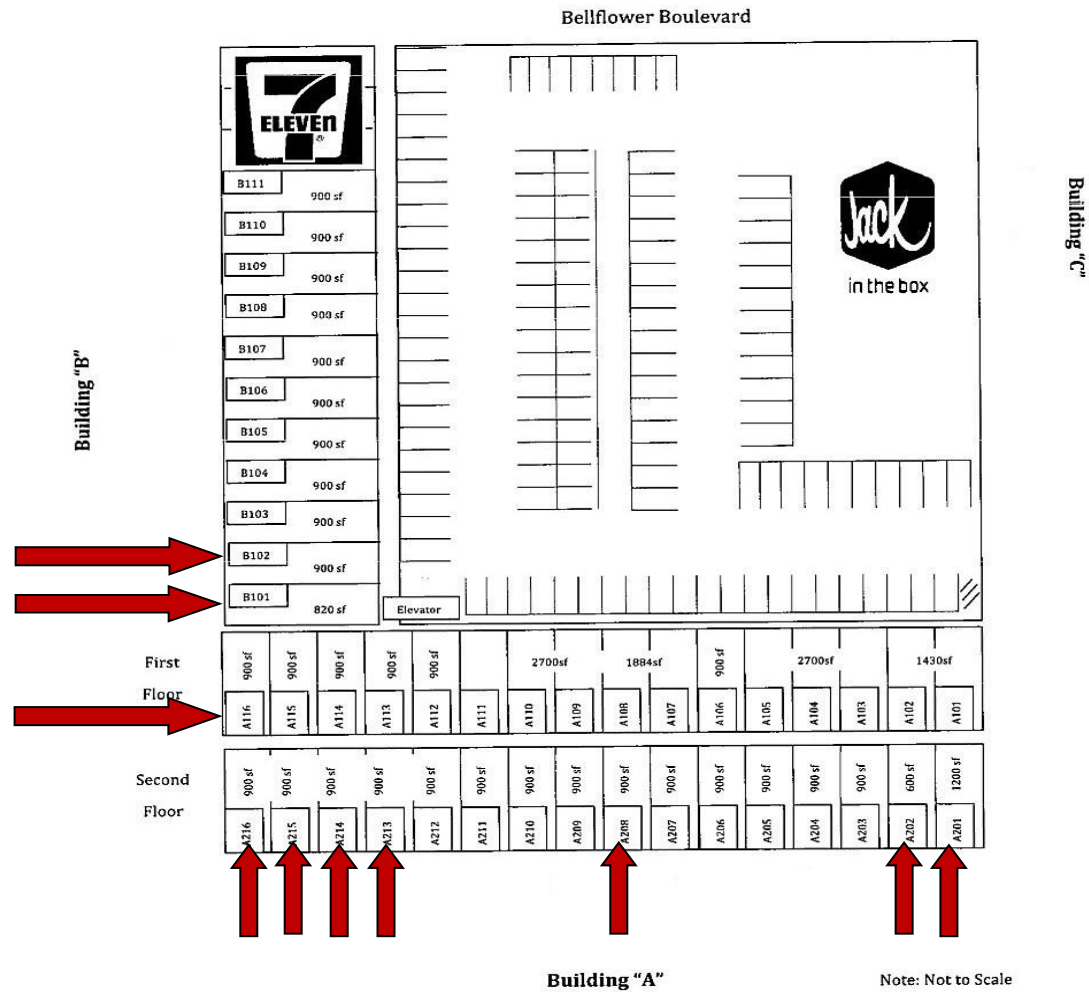 Bellflower Boulevard
7
ELEVEn
®
B111
900 sf
B110
900 sf
B109
900 sf
B108
900 sf
B107
900 sf
B106
900 sf
B105
900 sf
B104
900 sf
B103
900 sf
B102
900 sf
B101
820 sf
Building "B"
Jack
in the box
Building "C"
Elevator
First
Floor
900 sf
900 sf
900 sf
900 sf
900 sf
2700sf
1884sf
900 sf
2700sf
1430sf
A116
A115
A114
A113
A112
A111
A110
A109
A108
A107
A106
A105
A104
A103
A102
A101
Second
Floor
900 sf
900 sf
900 sf
900 sf
900 sf
900 sf
900 sf
900 sf
900 sf
900 sf
900 sf
900 sf
900 sf
900 sf
600 sf
1200 sf
A216
A215
A214
A213
A212
A211
A210
A209
A208
A207
A206
A205
A204
A203
A202
A201
Building "A"
Note: Not to Scale